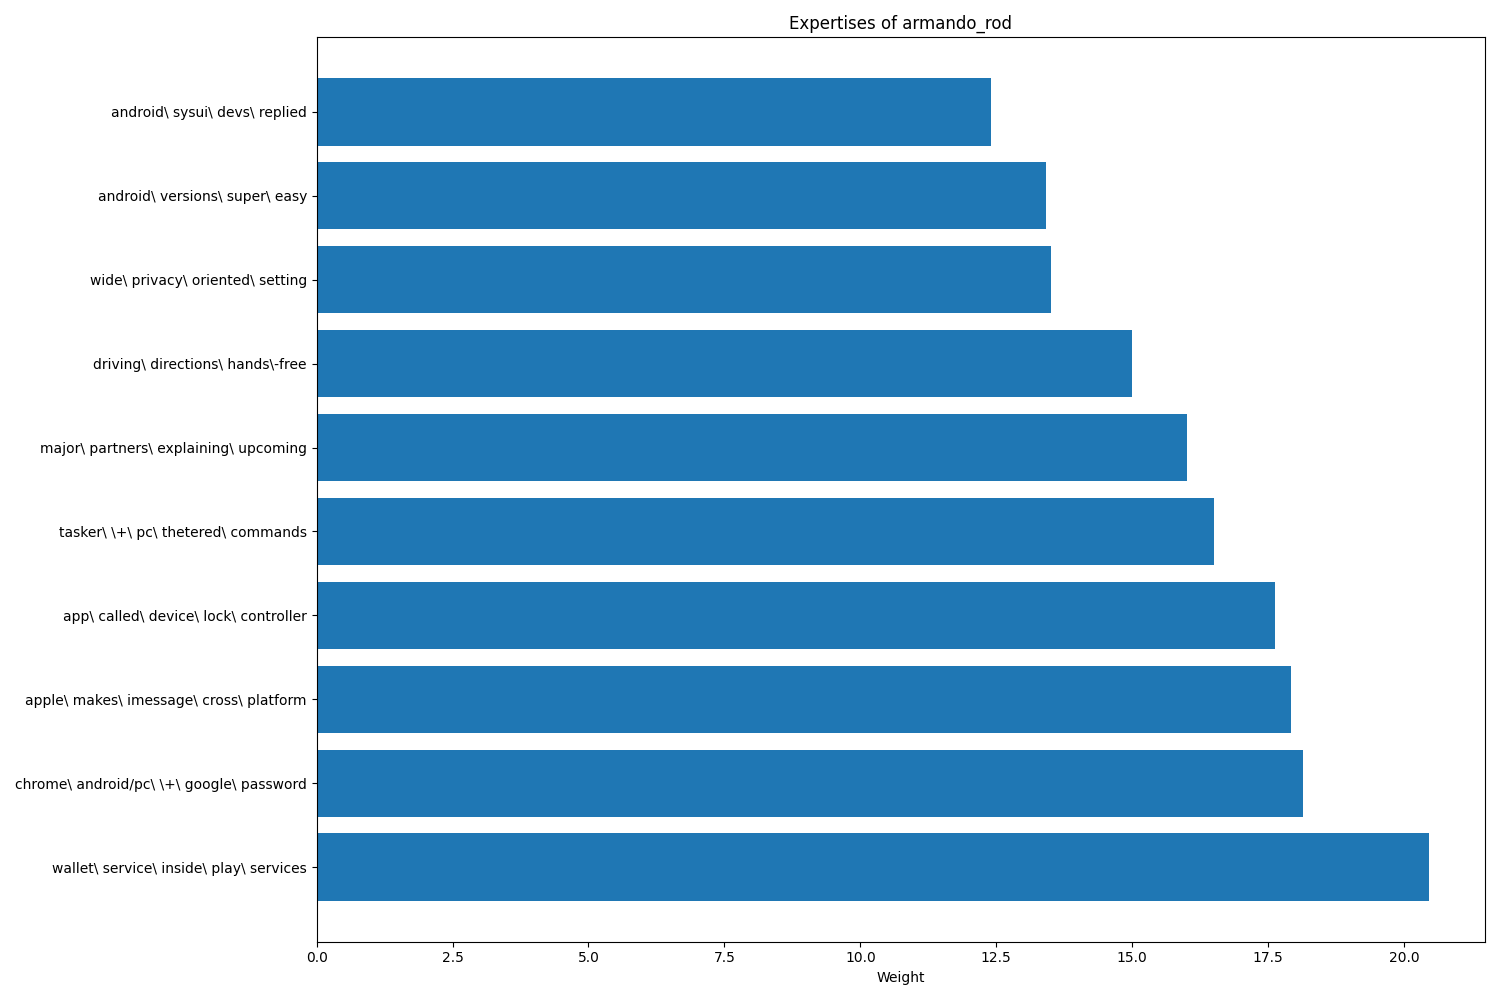 Expertises of armando_rod
android\ sysui\ devs\ replied
android\ versions\ super\ easy
wide\ privacy\ oriented\ setting
driving\ directions\ hands\-free
major\ partners\ explaining\ upcoming
tasker\ \+\ pc\ thetered\ commands
app\ called\ device\ lock\ controller
apple\ makes\ imessage\ cross\ platform
chrome\ android/pc\ \+\ google\ password
wallet\ service\ inside\ play\ services
0.0 2.5 5.0 7.5 10.0 12.5 15.0 17.5 20.0
Weight